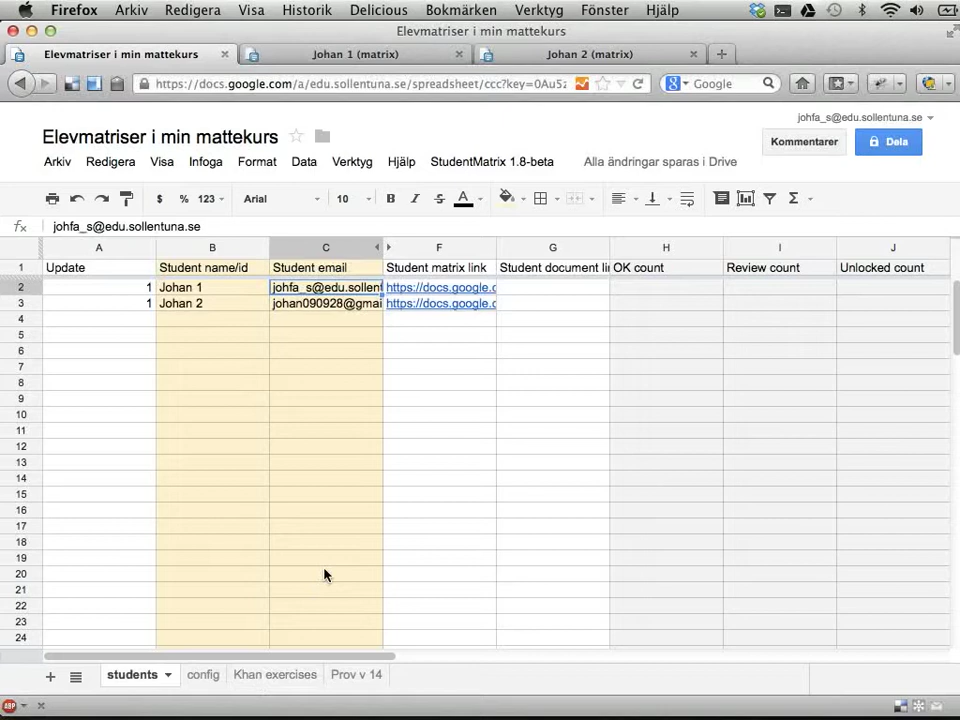 Firefox Arkiv Redigera Visa Historik Delicious Bokmärken Verktyg Fönster Hjälp
Elevmatriser i min mattekurs
Elevmatriser i min mattekurs Johan 1 (matrix) Johan 2 (matrix)
https://docs.google.com/a/edu.sollentuna.se/spreadsheet/ccc?key=0Au5z Google
johfa_s@edu.sollentuna.se
Elevmatriser i min mattekurs
Kommentarer Dela
Arkiv Redigera Visa Infoga Format Data Verktyg Hjälp StudentMatrix 1.8-beta Alla ändringar sparas i Drive
$ % 123 Arial 10 B I S A Σ
fx johfa_s@edu.sollentuna.se
A B C F G H I J
1 Update Student name/id Student email Student matrix link Student document lin OK count Review count Unlocked count
2 1 Johan 1 johfa_s@edu.sollent https://docs.google.c
3 1 Johan 2 johan090928@gmai https://docs.google.c
4
5
6
7
8
9
10
11
12
13
14
15
16
17
18
19
20
21
22
23
24
+ students config Khan exercises Prov v 14
ABP